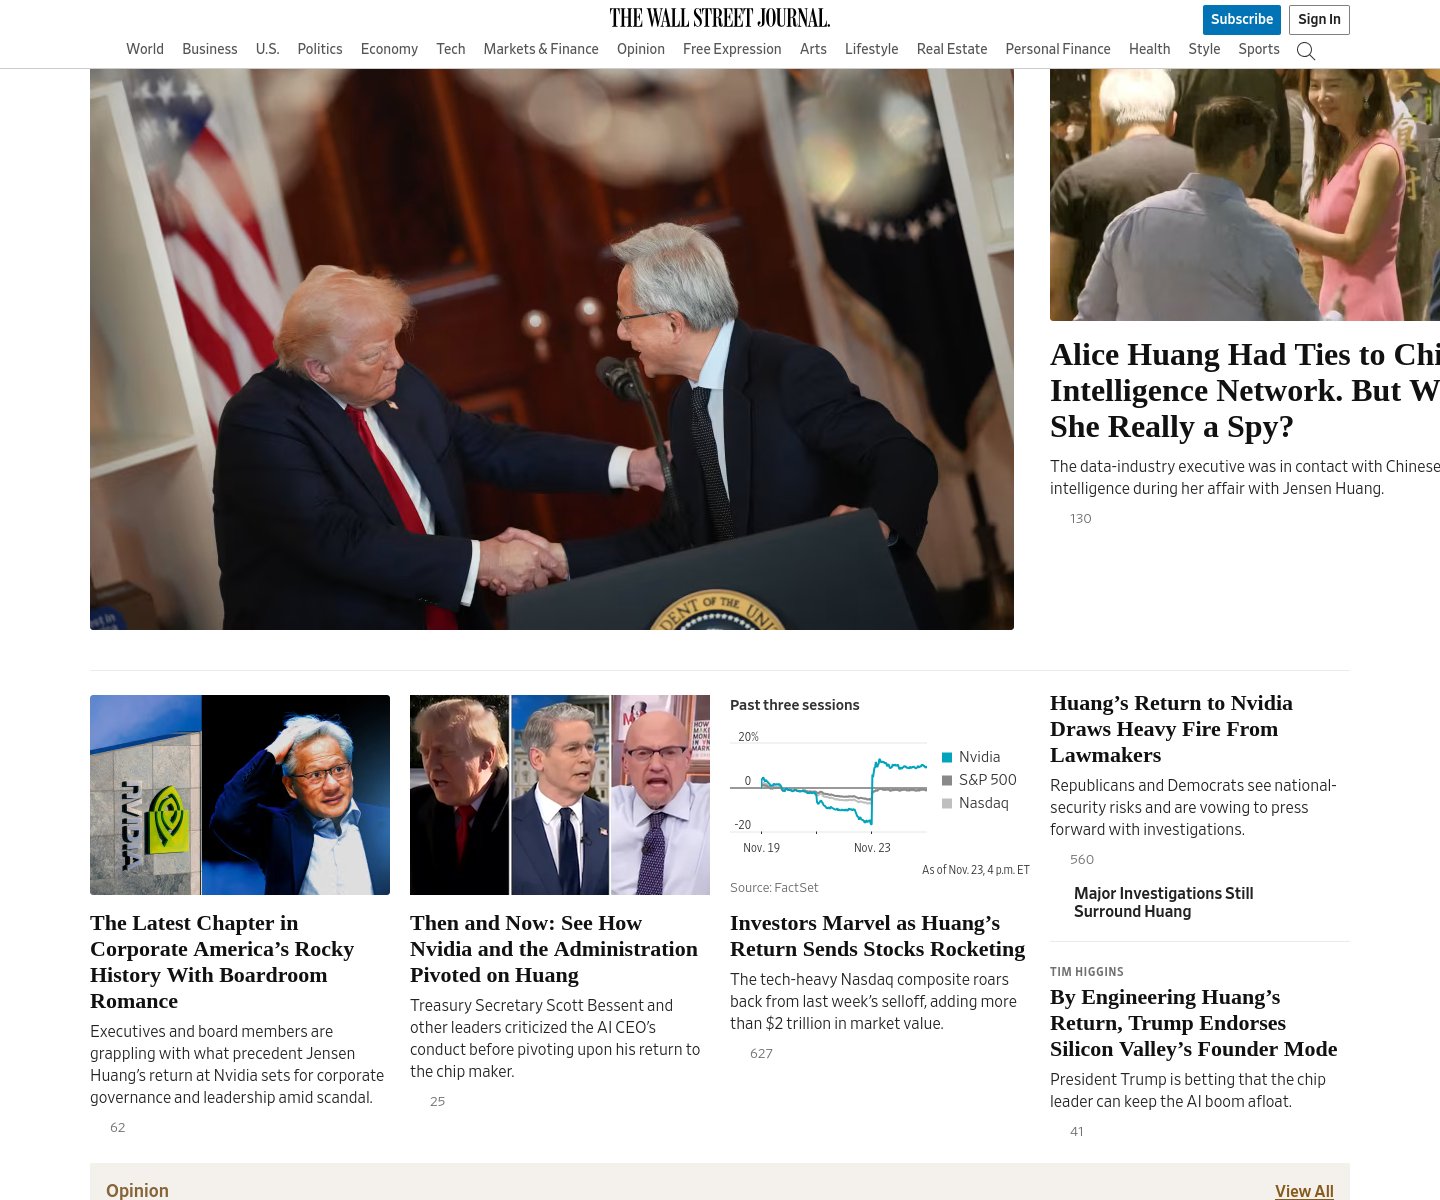 THE WALL STREET JOURNAL.
Subscribe
Sign In
World Business U.S. Politics Economy Tech Markets & Finance Opinion Free Expression Arts Lifestyle Real Estate Personal Finance Health Style Sports
DENT OF THE UNI
Alice Huang Had Ties to Chi
Intelligence Network. But W
She Really a Spy?
The data-industry executive was in contact with Chinese
intelligence during her affair with Jensen Huang.
130
NVIDIA
The Latest Chapter in
Corporate America’s Rocky
History With Boardroom
Romance
Executives and board members are
grappling with what precedent Jensen
Huang’s return at Nvidia sets for corporate
governance and leadership amid scandal.
62
Then and Now: See How
Nvidia and the Administration
Pivoted on Huang
Treasury Secretary Scott Bessent and
other leaders criticized the AI CEO’s
conduct before pivoting upon his return to
the chip maker.
25
Past three sessions
20%
0
-20
Nov. 19
Nov. 23
Nvidia
S&P 500
Nasdaq
As of Nov. 23, 4 p.m. ET
Source: FactSet
Investors Marvel as Huang’s
Return Sends Stocks Rocketing
The tech-heavy Nasdaq composite roars
back from last week’s selloff, adding more
than $2 trillion in market value.
627
Huang’s Return to Nvidia
Draws Heavy Fire From
Lawmakers
Republicans and Democrats see national-
security risks and are vowing to press
forward with investigations.
560
Major Investigations Still
Surround Huang
TIM HIGGINS
By Engineering Huang’s
Return, Trump Endorses
Silicon Valley’s Founder Mode
President Trump is betting that the chip
leader can keep the AI boom afloat.
41
Opinion
View All